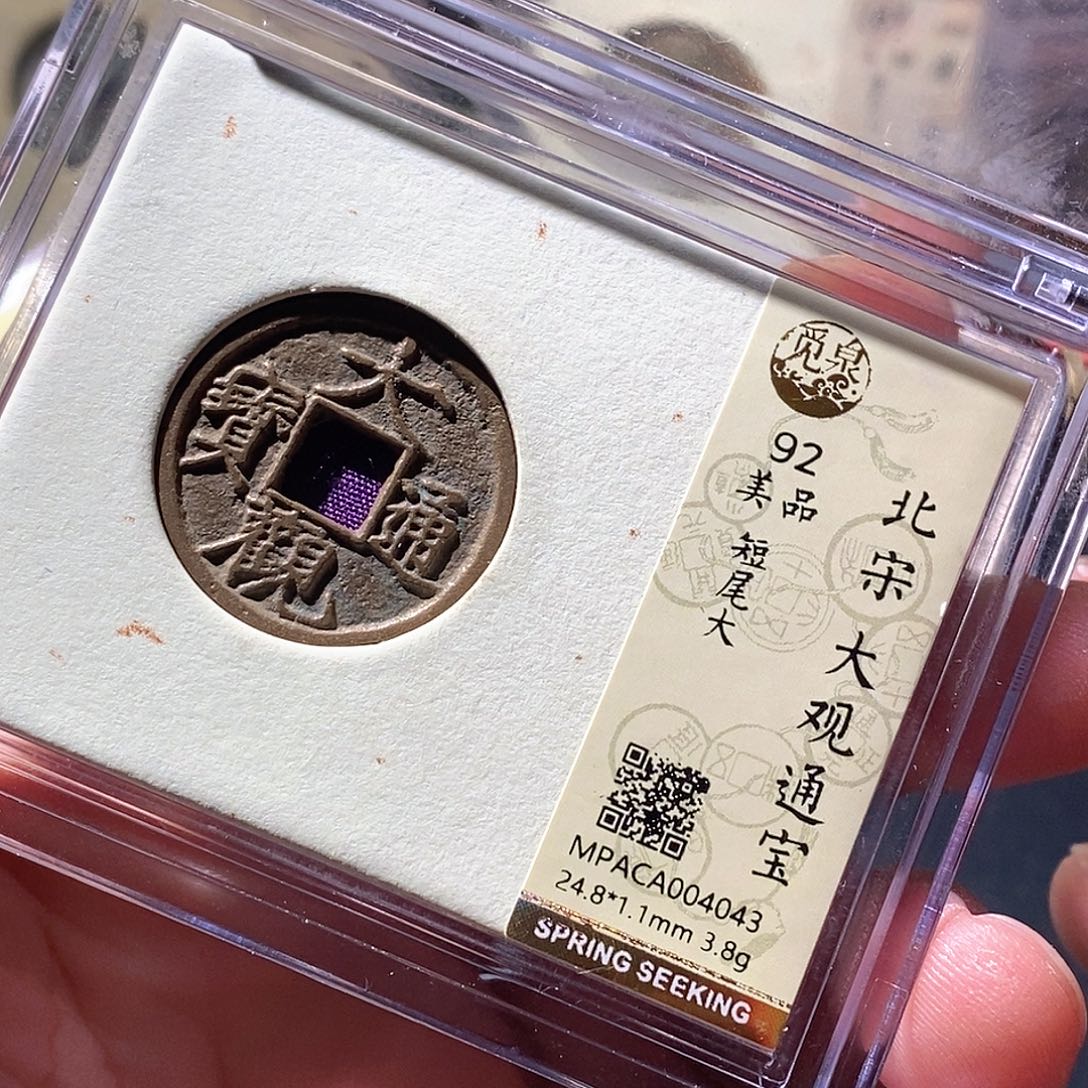 大觀通寶
觅泉
92
美品
短尾大
北宋 大观通宝
MPACA004043
24.8*1.1mm 3.8g
SPRING SEEKING